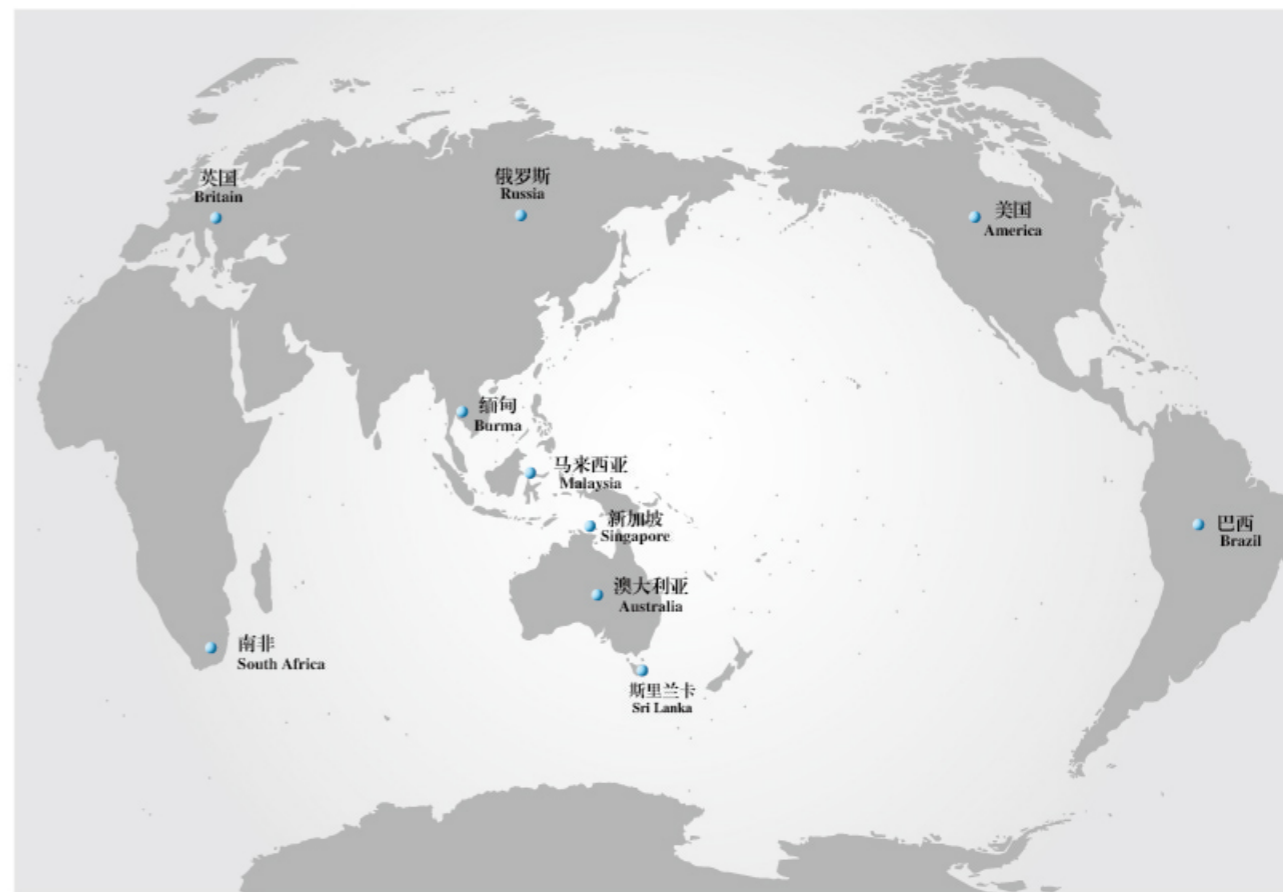 英国
Britain
俄罗斯
Russia
美国
America
缅甸
Burma
马来西亚
Malaysia
新加坡
Singapore
巴西
Brazil
澳大利亚
Australia
南非
South Africa
斯里兰卡
Sri Lanka